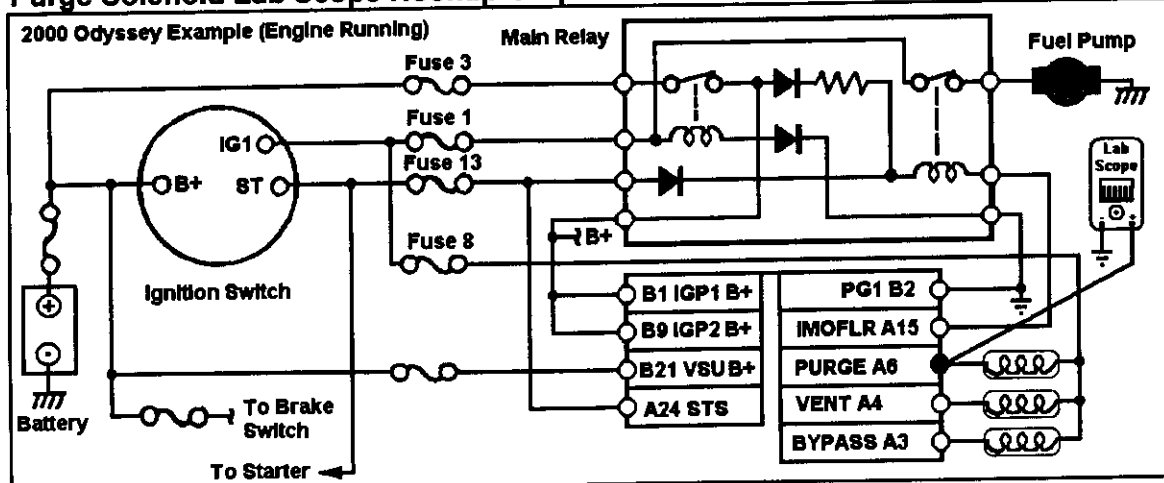 2000 Odyssey Example (Engine Running)
Main Relay
Fuel Pump
Fuse 3
Fuse 1
IG1
Fuse 13
B+
ST
Lab
Scope
- +
B+
Fuse 8
Ignition Switch
B1 IGP1 B+
PG1 B2
B9 IGP2 B+
IMOFLR A15
B21 VSU B+
PURGE A6
A24 STS
VENT A4
BYPASS A3
Battery
To Brake
Switch
To Starter